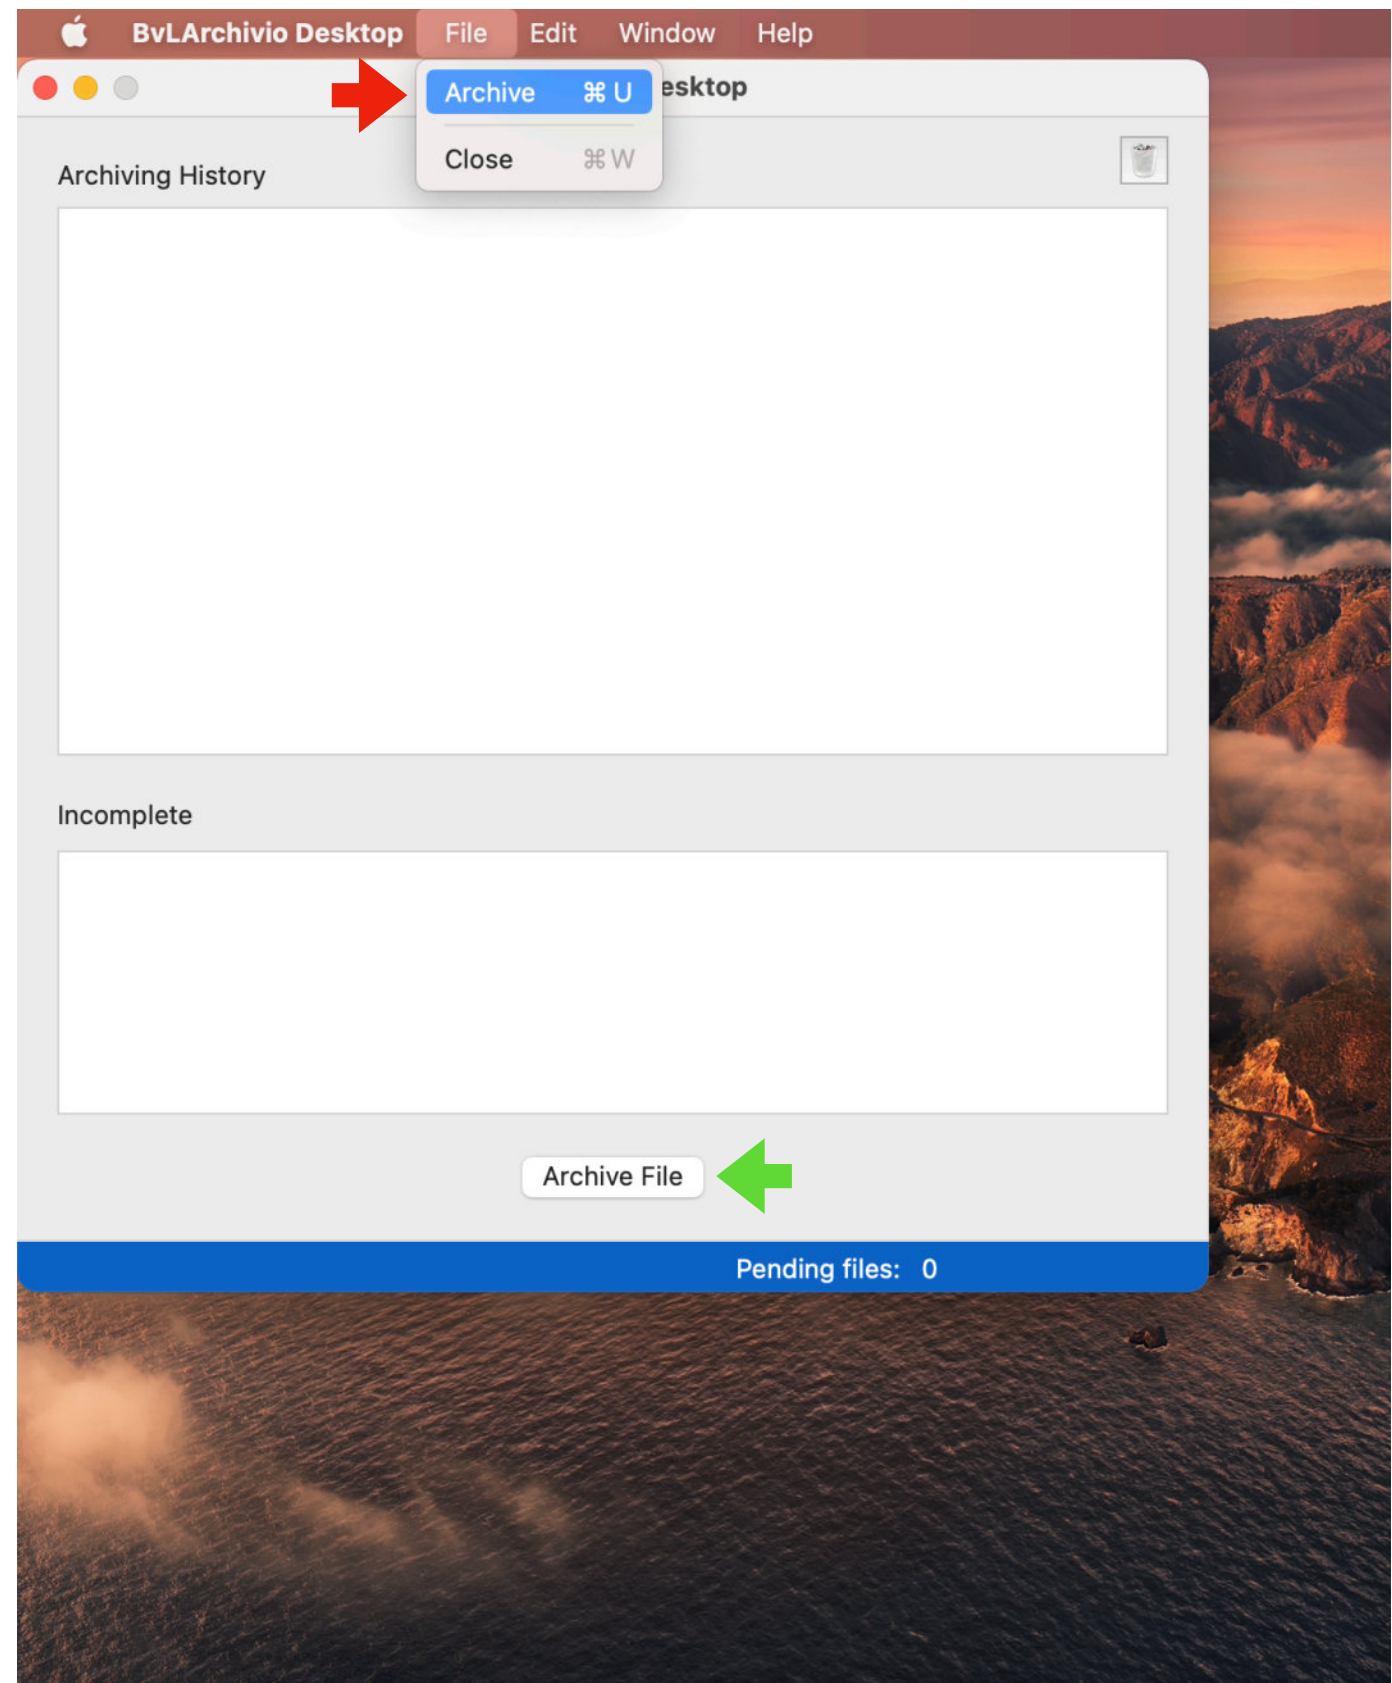 BvLArchivio Desktop File Edit Window Help
Archive ⌘ U
esktop
Close ⌘ W
Archiving History
Incomplete
Archive File
Pending files: 0